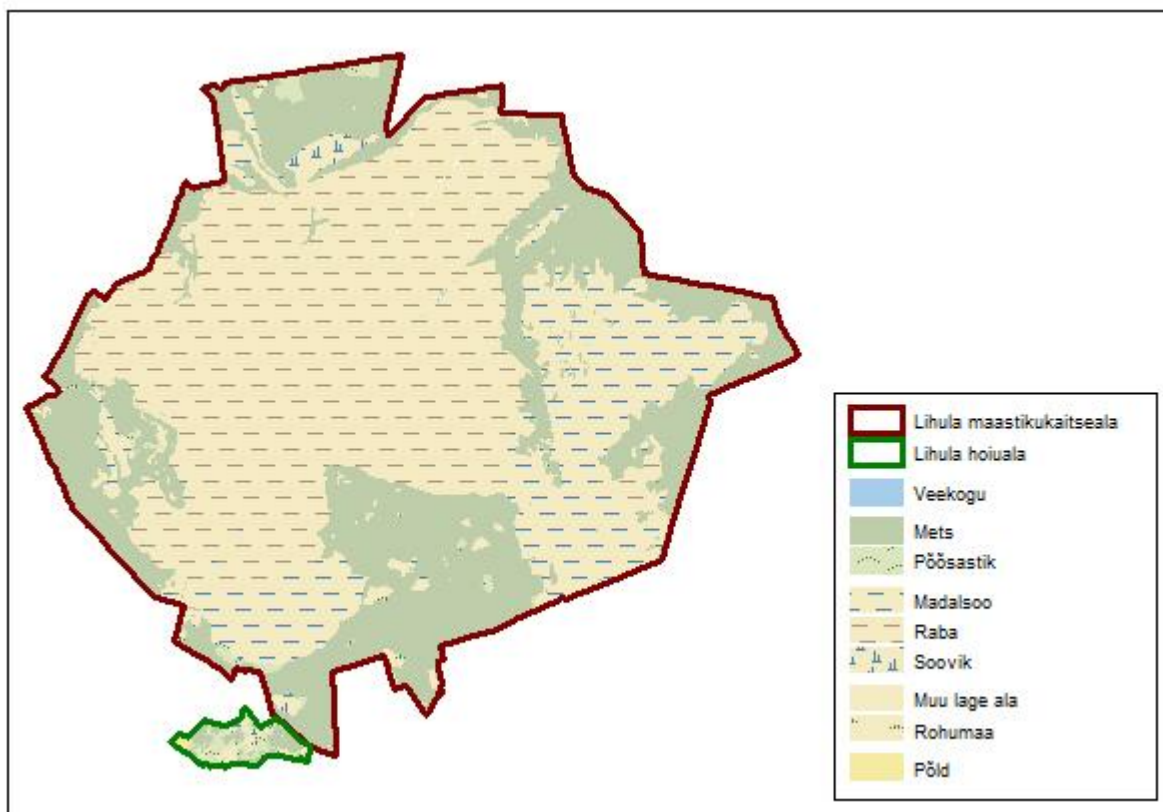 Lihula maastikukaitseala
Lihula hoiuala
Veekogu
Mets
Põõsastik
Madalsoo
Raba
Soovik
Muu lage ala
Rohumaa
Põld